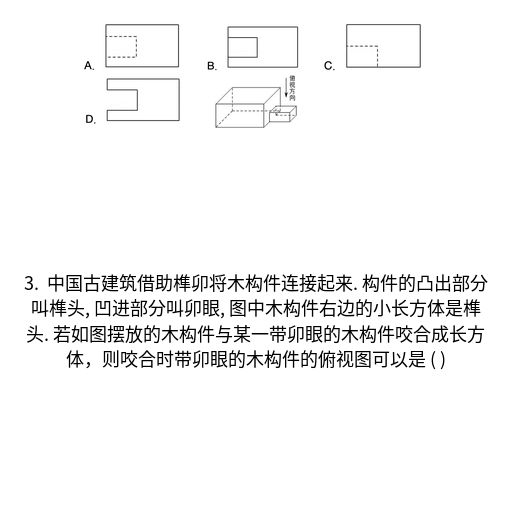 A.
B.
C.
D.
俯视方向
3. 中国古建筑借助榫卯将木构件连接起来. 构件的凸出部分
叫榫头, 凹进部分叫卯眼, 图中木构件右边的小长方体是榫
头. 若如图摆放的木构件与某一带卯眼的木构件咬合成长方
体，则咬合时带卯眼的木构件的俯视图可以是 ( )